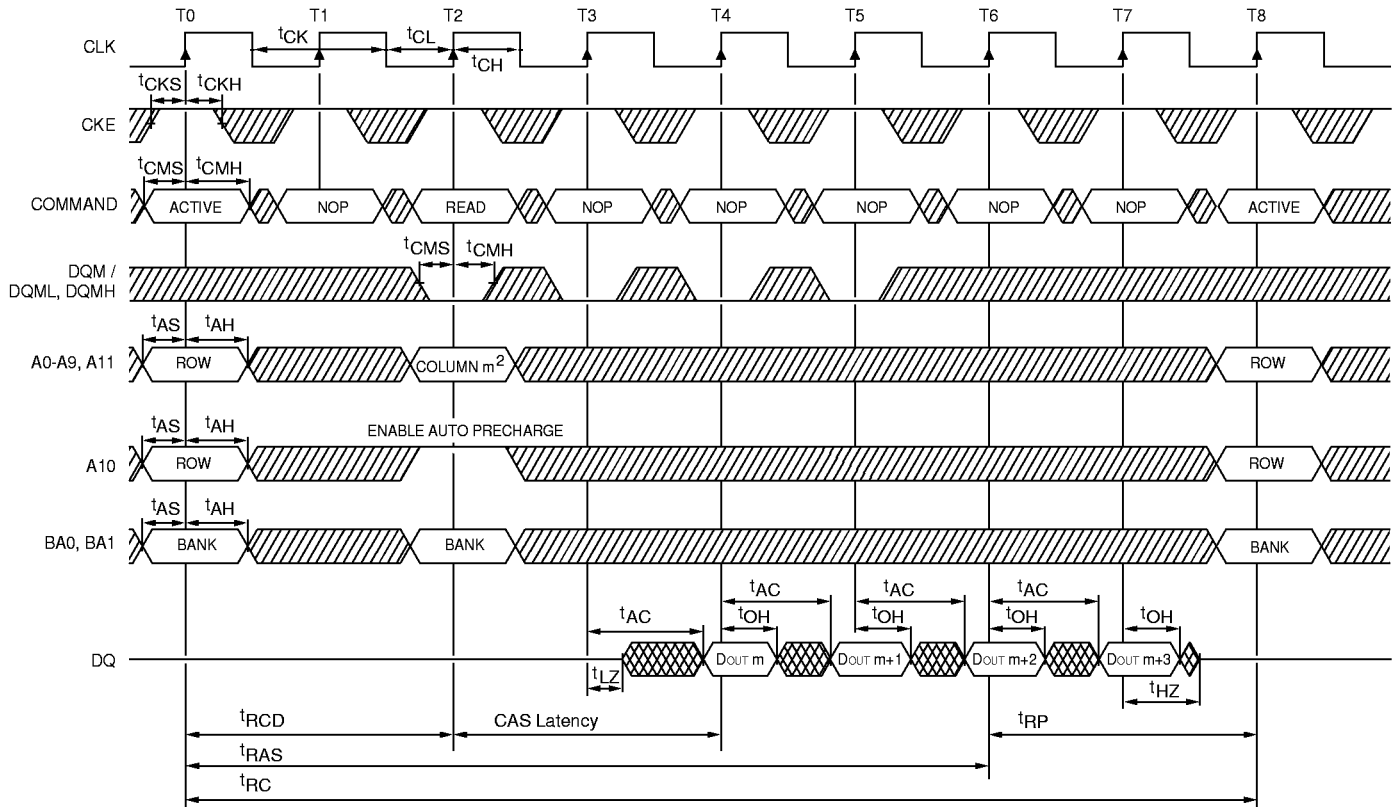 T0 T1 T2 T3 T4 T5 T6 T7 T8
CLK
tCK tCL
tCH
tCKS tCKH
CKE
tCMS tCMH
COMMAND ACTIVE NOP READ NOP NOP NOP NOP NOP ACTIVE
tCMS tCMH
DQM /
DQML, DQMH
tAS tAH
A0-A9, A11 ROW COLUMN m2 ROW
ENABLE AUTO PRECHARGE
tAS tAH
A10 ROW ROW
tAS tAH
BA0, BA1 BANK BANK BANK
tAC tAC tAC tAC
tOH tOH tOH tOH
DQ DOUT m DOUT m+1 DOUT m+2 DOUT m+3
tLZ tHZ
tRCD CAS Latency tRP
tRAS
tRC